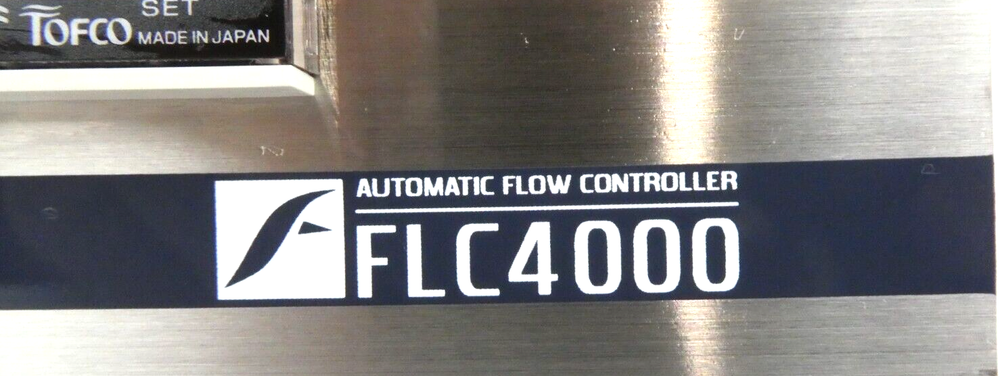 SET
TOFCO MADE IN JAPAN
AUTOMATIC FLOW CONTROLLER
FLC4000